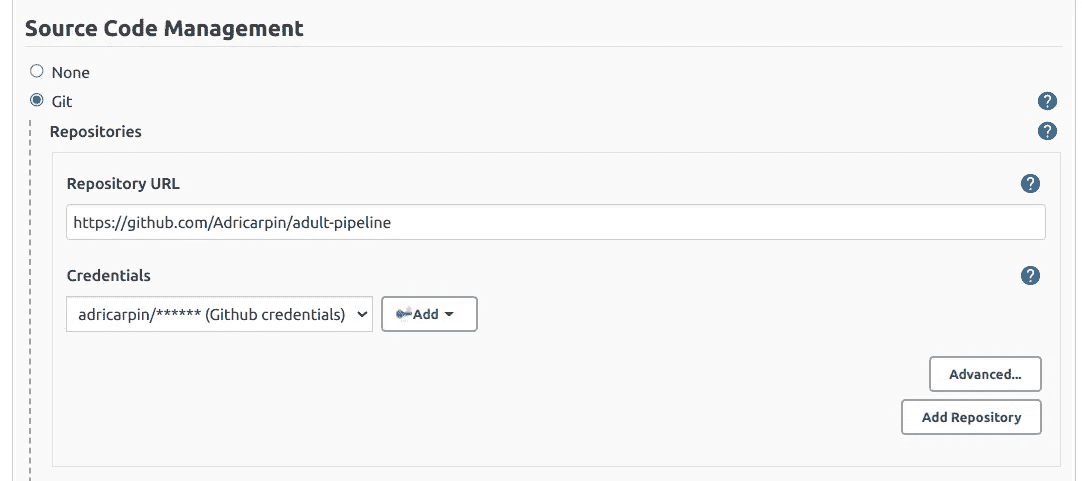 Source Code Management
None
Git
?
Repositories
?
Repository URL
?
https://github.com/Adricarpin/adult-pipeline
Credentials
?
adricarpin/****** (Github credentials)
Add
Advanced...
Add Repository